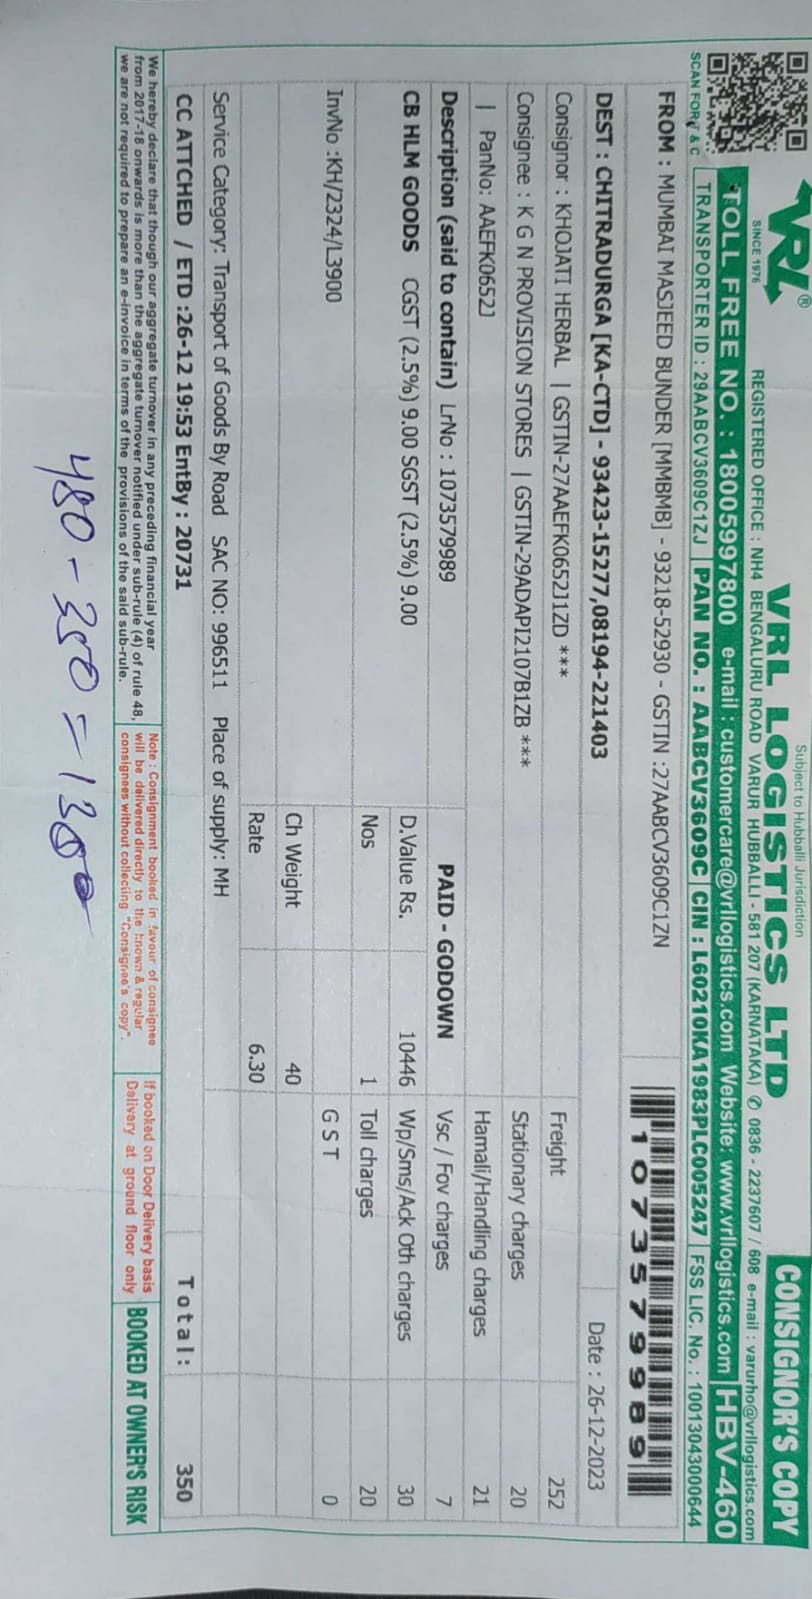 Subject to Hubballi Jurisdiction
VRL®
SINCE 1976
VRL LOGISTICS LTD
CONSIGNOR'S COPY
REGISTERED OFFICE : NH4 BENGALURU ROAD VARUR HUBBALLI - 581 207 (KARNATAKA) ✆ 0836 - 2237607 / 608 e-mail : varurho@vrllogistics.com
TOLL FREE NO. : 18005997800 e-mail : customercare@vrllogistics.com Website: www.vrllogistics.com HBV-460
SCAN FOR T & C
TRANSPORTER ID : 29AABCV3609C1ZJ PAN NO. : AABCV3609C CIN : L60210KA1983PLC005247 FSS LIC. No. : 10013043000644
FROM : MUMBAI MASJEED BUNDER [MMBMB] - 93218-52930 - GSTIN :27AABCV3609C1ZN
1073579989
DEST : CHITRADURGA [KA-CTD] - 93423-15277,08194-221403
Date : 26-12-2023
Consignor : KHOJATI HERBAL | GSTIN-27AAEFK0652J1ZD ***
Freight 252
Consignee : K G N PROVISION STORES | GSTIN-29ADAPI2107B1ZB ***
Stationary charges 20
| PanNo: AAEFK0652J
Hamali/Handling charges 21
Description (said to contain) LrNo : 1073579989
PAID - GODOWN
Vsc / Fov charges 7
CB HLM GOODS CGST (2.5%) 9.00 SGST (2.5%) 9.00
D.Value Rs. 10446
Wp/Sms/Ack Oth charges 30
Nos 1
Toll charges 20
InvNo :KH/2324/L3900
G S T 0
Ch Weight 40
Rate 6.30
Service Category: Transport of Goods By Road SAC NO: 996511 Place of supply: MH
CC ATTCHED / ETD :26-12 19:53 EntBy : 20731
Total: 350
We hereby declare that though our aggregate turnover in any preceding financial year
from 2017-18 onwards is more than the aggregate turnover notified under sub-rule (4) of rule 48,
we are not required to prepare an e-invoice in terms of the provisions of the said sub-rule.
Note : Consignment booked in favour of consignee
will be delivered directly to the known & regular
consignees without collecting "Consignee's copy".
If booked on Door Delivery basis
Delivery at ground floor only
BOOKED AT OWNER'S RISK
480 - 350 = 130